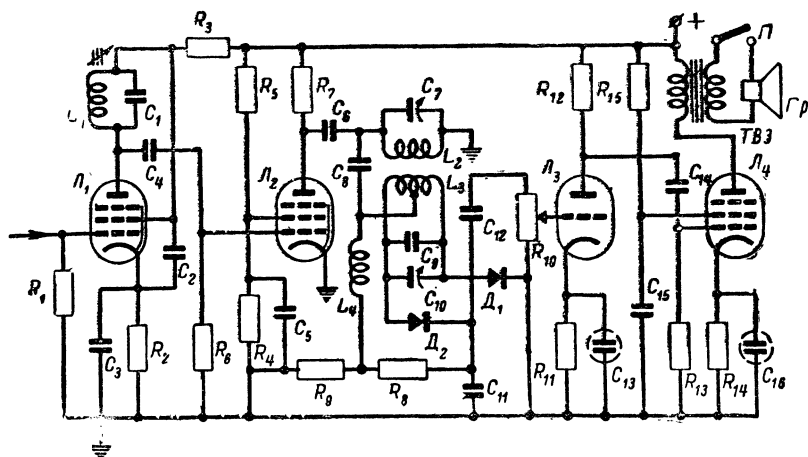 R₃
+
П
L₁
C₁
R₅
R₇
C₆
C₇
R₁₂
R₁₅
Гр
C₄
L₂
ТВЗ
Л₁
Л₂
C₈
L₃
Л₃
C₁₄
Л₄
C₂
C₉
C₁₂
R₁₀
R₁
L₄
C₁₀
Д₁
C₁₅
C₃
R₂
R₆
R₄
C₅
Д₂
R₁₁
C₁₃
R₁₃
R₁₄
C₁₆
R₉
R₈
C₁₁